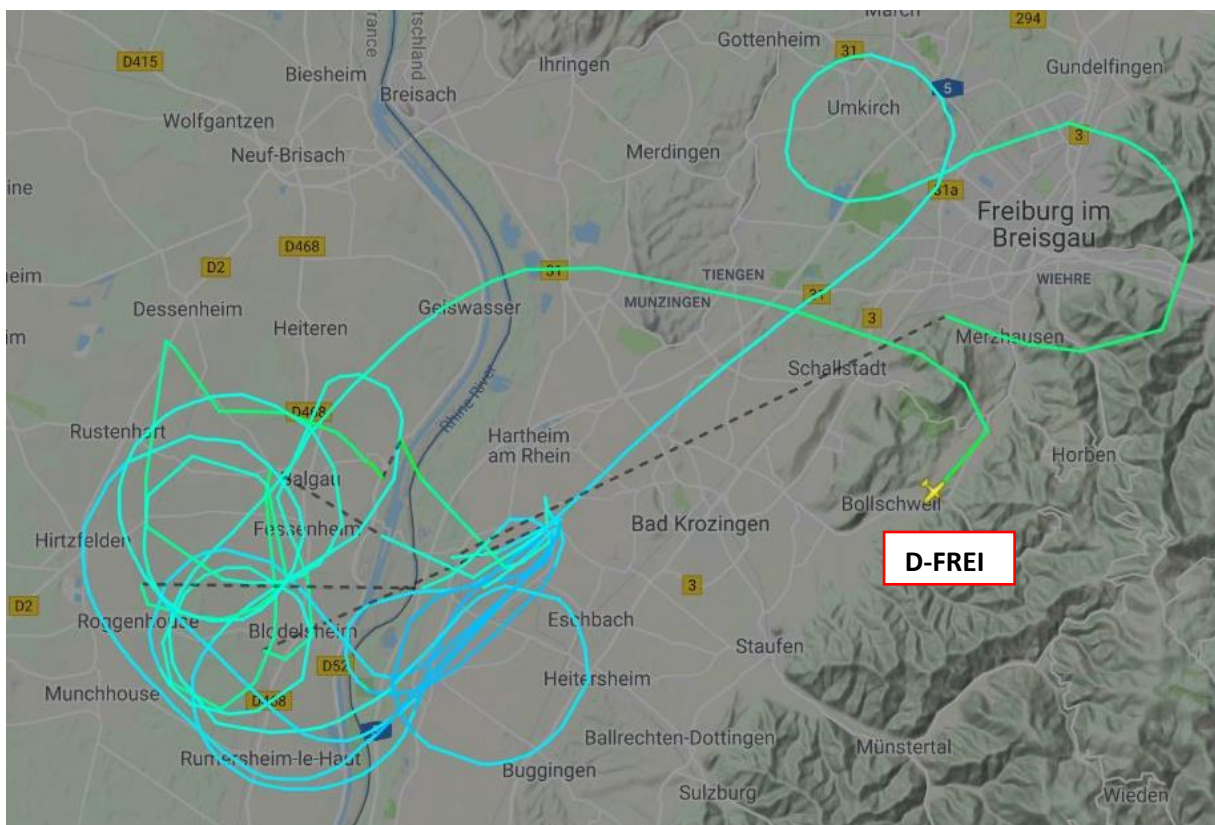 March
294
Gottenheim
31
Gundelfingen
D415
Ihringen
Biesheim
France
Breisach
5
Umkirch
Wolfgantzen
3
Neuf-Brisach
Merdingen
31a
Freiburg im
Breisgau
D468
D2
31
TIENGEN
WIEHRE
Dessenheim
Geiswasser
MUNZINGEN
31
3
Heiteren
Merzhausen
Schallstadt
Rhine River
D468
Rustenhart
Hartheim
am Rhein
Horben
Balgau
Bollschweil
Fessenheim
Bad Krozingen
Hirtzfelden
D-FREI
3
D2
Roggenhouse
Blodelsheim
Eschbach
Staufen
D52
Heitersheim
Munchhouse
D468
Ballrechten-Dottingen
Münstertal
Rumersheim-le-Haut
Buggingen
Sulzburg
Wieden